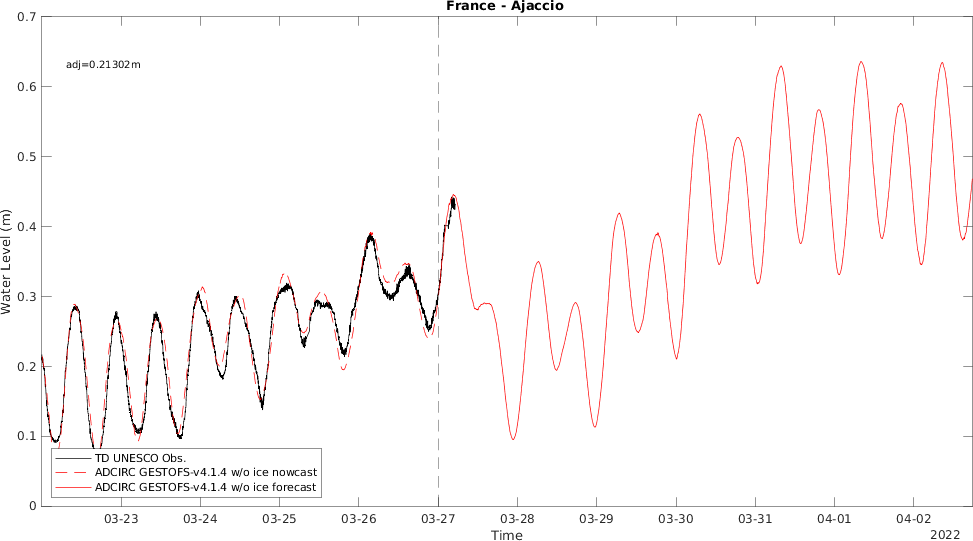 France - Ajaccio
adj=0.21302m
Water Level (m)
0.7
0.6
0.5
0.4
0.3
0.2
0.1
0
TD UNESCO Obs.
ADCIRC GESTOFS-v4.1.4 w/o ice nowcast
ADCIRC GESTOFS-v4.1.4 w/o ice forecast
03-23 03-24 03-25 03-26 03-27 03-28 03-29 03-30 03-31 04-01 04-02
Time
2022